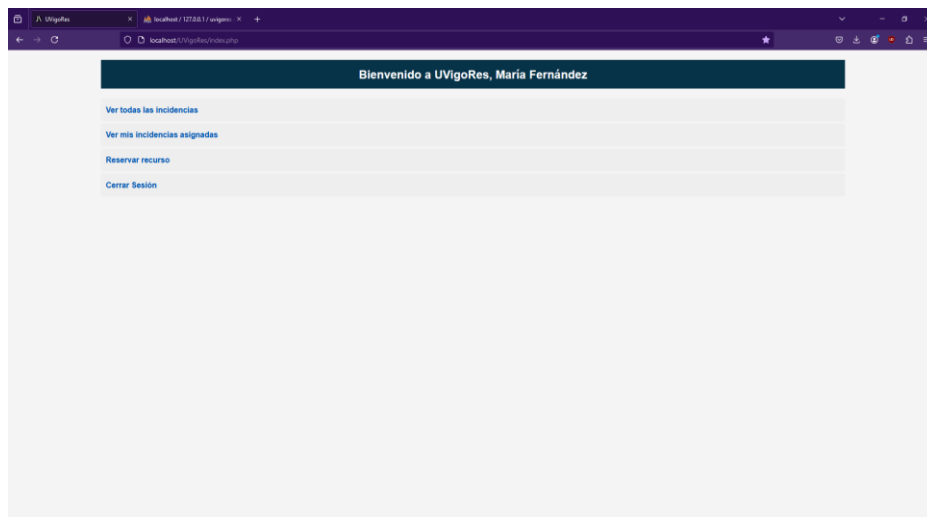 UVigoRes
localhost / 127.0.0.1 / uvigores
localhost/UVigoRes/index.php
Bienvenido a UVigoRes, María Fernández
Ver todas las incidencias
Ver mis incidencias asignadas
Reservar recurso
Cerrar Sesión